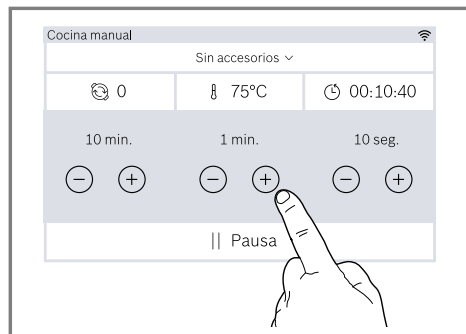 Cocina manual
Sin accesorios
0 75°C 00:10:40
10 min. 1 min. 10 seg.
Pausa